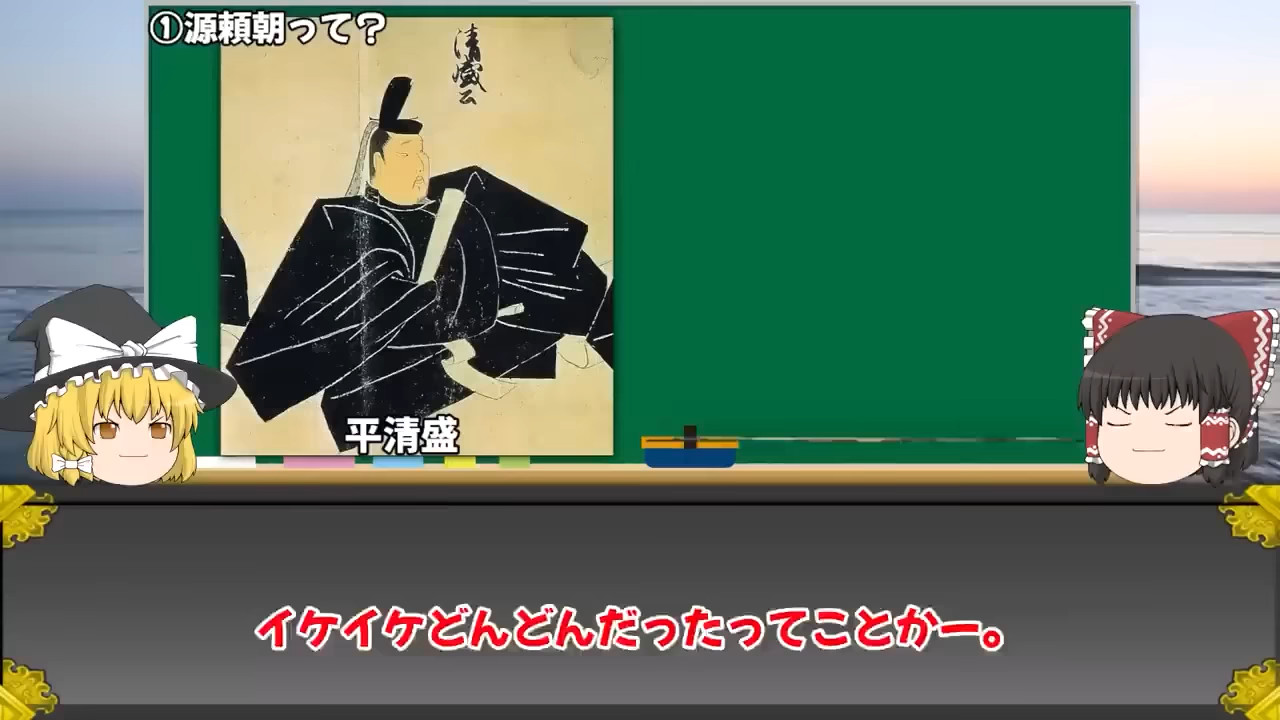 ①源頼朝って？
清盛公
平清盛
イケイケどんどんだったってことかー。